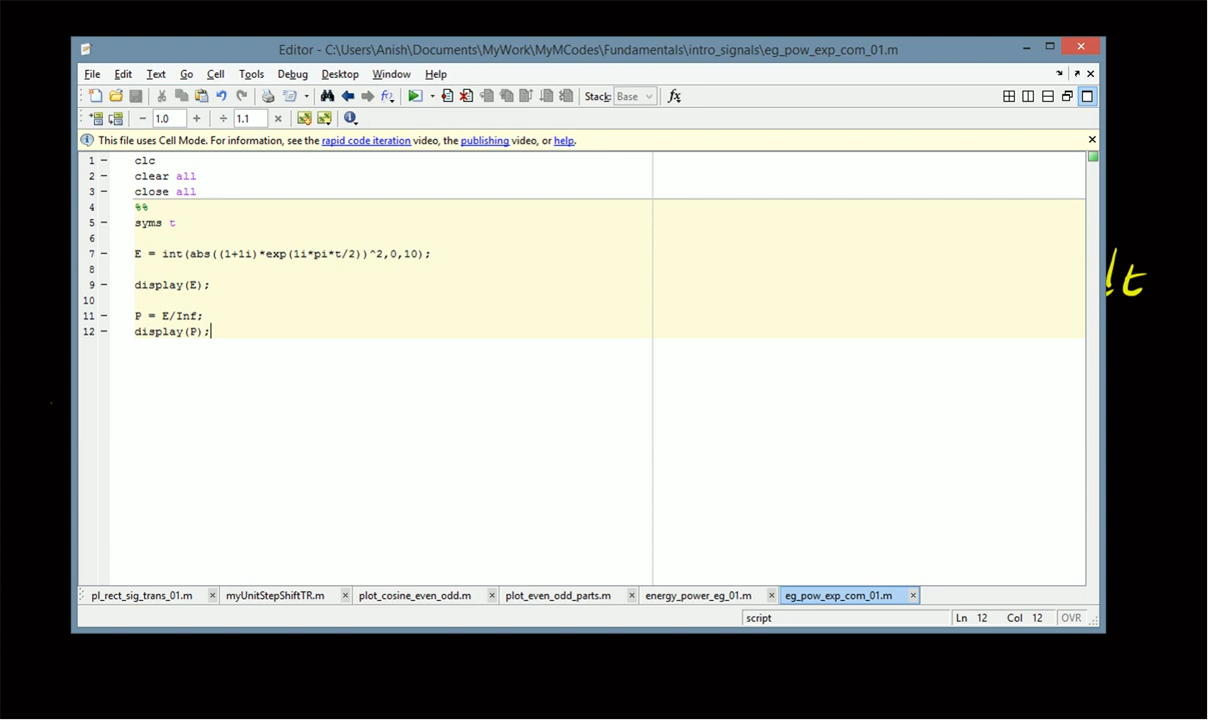 Editor - C:\Users\Anish\Documents\MyWork\MyMCodes\Fundamentals\intro_signals\eg_pow_exp_com_01.m
File Edit Text Go Cell Tools Debug Desktop Window Help
Stack: Base fx
− 1.0 + ÷ 1.1 ×
This file uses Cell Mode. For information, see the rapid code iteration video, the publishing video, or help.
1 − clc
2 − clear all
3 − close all
4 %%
5 − syms t
6
7 − E = int(abs((1+1i)*exp(1i*pi*t/2))^2,0,10);
8
9 − display(E);
10
11 − P = E/Inf;
12 − display(P);
dt
pl_rect_sig_trans_01.m × myUnitStepShiftTR.m × plot_cosine_even_odd.m × plot_even_odd_parts.m × energy_power_eg_01.m × eg_pow_exp_com_01.m ×
script Ln 12 Col 12 OVR